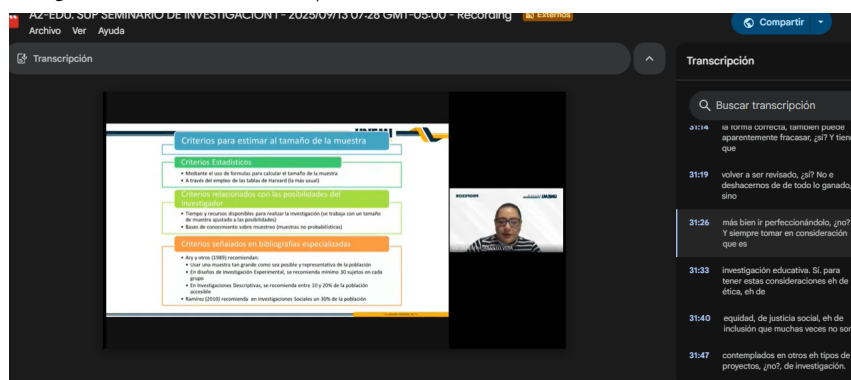 A2-EDU. SUP SEMINARIO DE INVESTIGACION I - 2025/09/13 07:28 GMT-05:00 - Recording
Externos
Archivo Ver Ayuda
Compartir
Transcripción
Criterios para estimar al tamaño de la muestra
Criterios Estadísticos
• Mediante el uso de formulas para calcular el tamaño de la muestra
• A través del empleo de las tablas de Harvard (la más usual)
Criterios relacionados con las posibilidades del
investigador
• Tiempo y recursos disponibles para realizar la investigación (se trabaja con un tamaño
de muestra ajustado a las posibilidades)
• Bases de conocimiento sobre muestreo (muestras no probabilísticas)
Criterios señalados en bibliografías especializadas
• Ary y otros (1989) recomiendan:
• Usar una muestra tan grande como sea posible y representativa de la población
• En diseños de Investigación Experimental, se recomienda mínimo 30 sujetos en cada
grupo
• En Investigaciones Descriptivas, se recomienda entre 10 y 20% de la población
accesible
• Ramírez (2010) recomienda en Investigaciones Sociales un 30% de la población
UNEMI
Transcripción
Buscar transcripción
31:14 la forma correcta, también puede
aparentemente fracasar, ¿sí? Y tiene
que
31:19 volver a ser revisado, ¿sí? No e
deshacernos de de todo lo ganado,
sino
31:26 más bien ir perfeccionándolo, ¿no?
Y siempre tomar en consideración
que es
31:33 investigación educativa. Sí. para
tener estas consideraciones eh de
ética, eh de
31:40 equidad, de justicia social, eh de
inclusión que muchas veces no son
31:47 contemplados en otros eh tipos de
proyectos, ¿no?, de investigación.